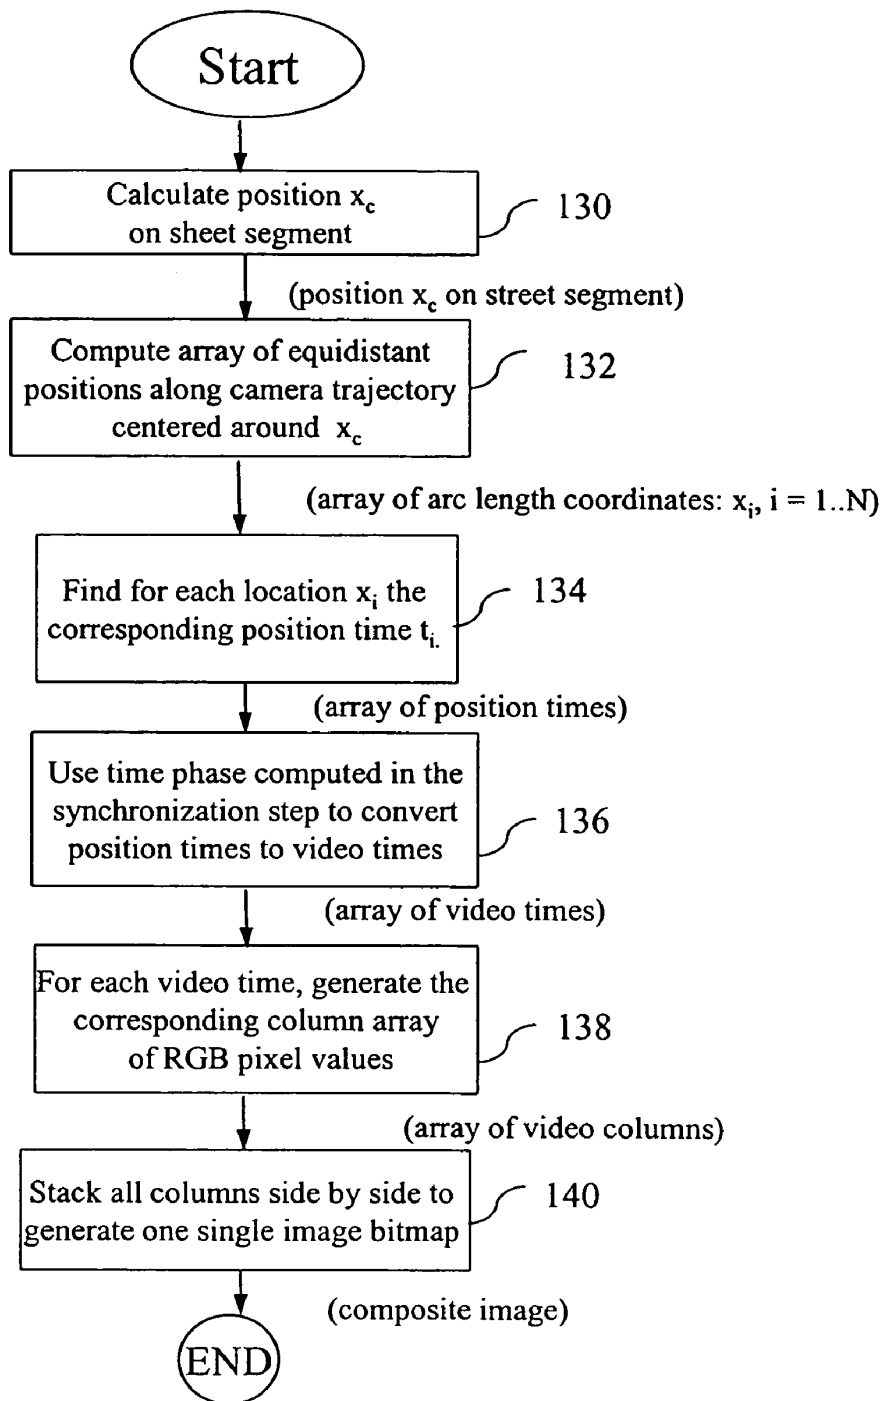 Start
Calculate position x_c
on sheet segment
130
(position x_c on street segment)
Compute array of equidistant
positions along camera trajectory
centered around x_c
132
(array of arc length coordinates: x_i, i = 1..N)
Find for each location x_i the
corresponding position time t_i.
134
(array of position times)
Use time phase computed in the
synchronization step to convert
position times to video times
136
(array of video times)
For each video time, generate the
corresponding column array
of RGB pixel values
138
(array of video columns)
Stack all columns side by side to
generate one single image bitmap
140
(composite image)
END